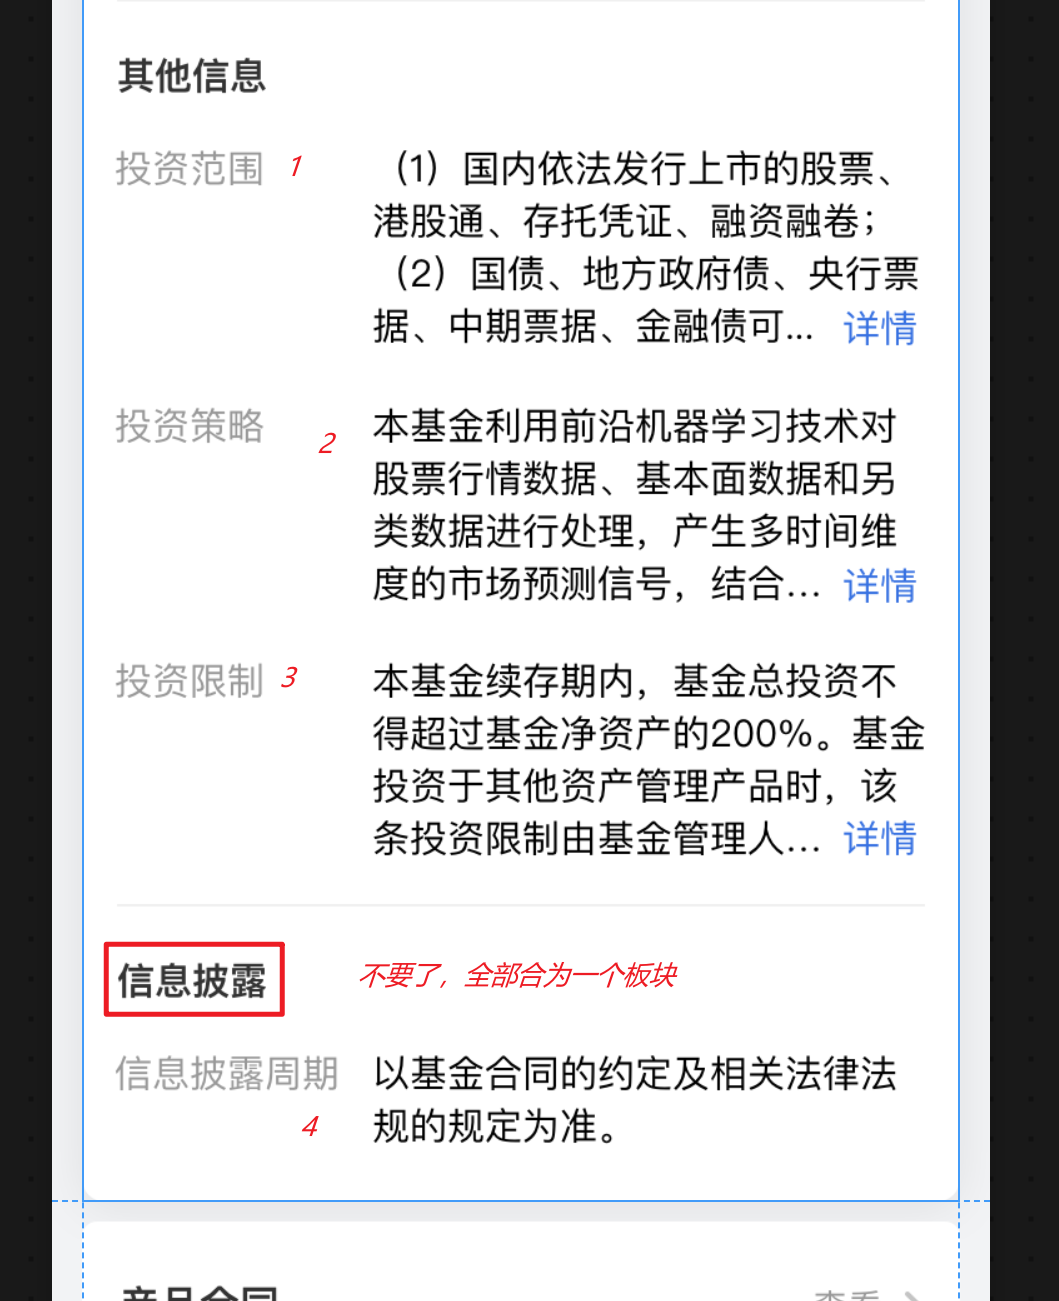 其他信息
投资范围 1 （1）国内依法发行上市的股票、
港股通、存托凭证、融资融卷；
（2）国债、地方政府债、央行票
据、中期票据、金融债可... 详情
投资策略 2 本基金利用前沿机器学习技术对
股票行情数据、基本面数据和另
类数据进行处理，产生多时间维
度的市场预测信号，结合... 详情
投资限制 3 本基金续存期内，基金总投资不
得超过基金净资产的200%。基金
投资于其他资产管理产品时，该
条投资限制由基金管理人... 详情
信息披露 不要了，全部合为一个板块
信息披露周期 以基金合同的约定及相关法律法
4 规的规定为准。
产品合同 查看 >